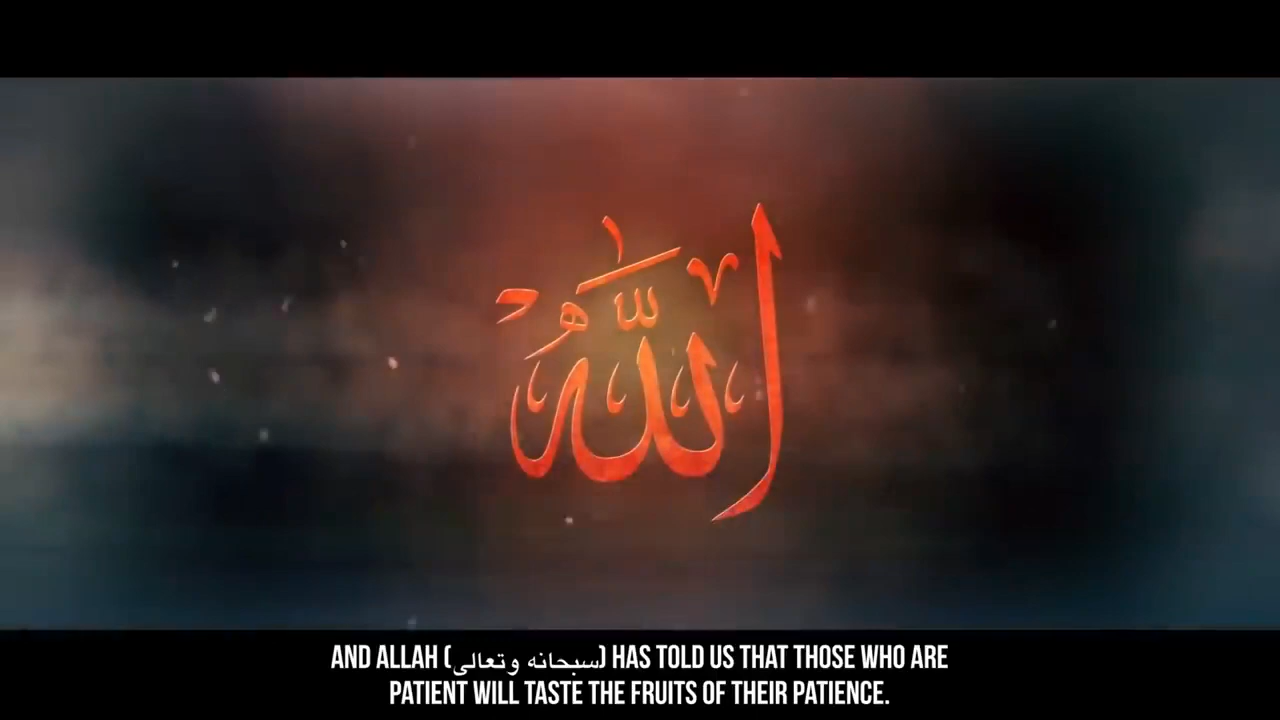 الله
AND ALLAH (سبحانه وتعالى) HAS TOLD US THAT THOSE WHO ARE
PATIENT WILL TASTE THE FRUITS OF THEIR PATIENCE.